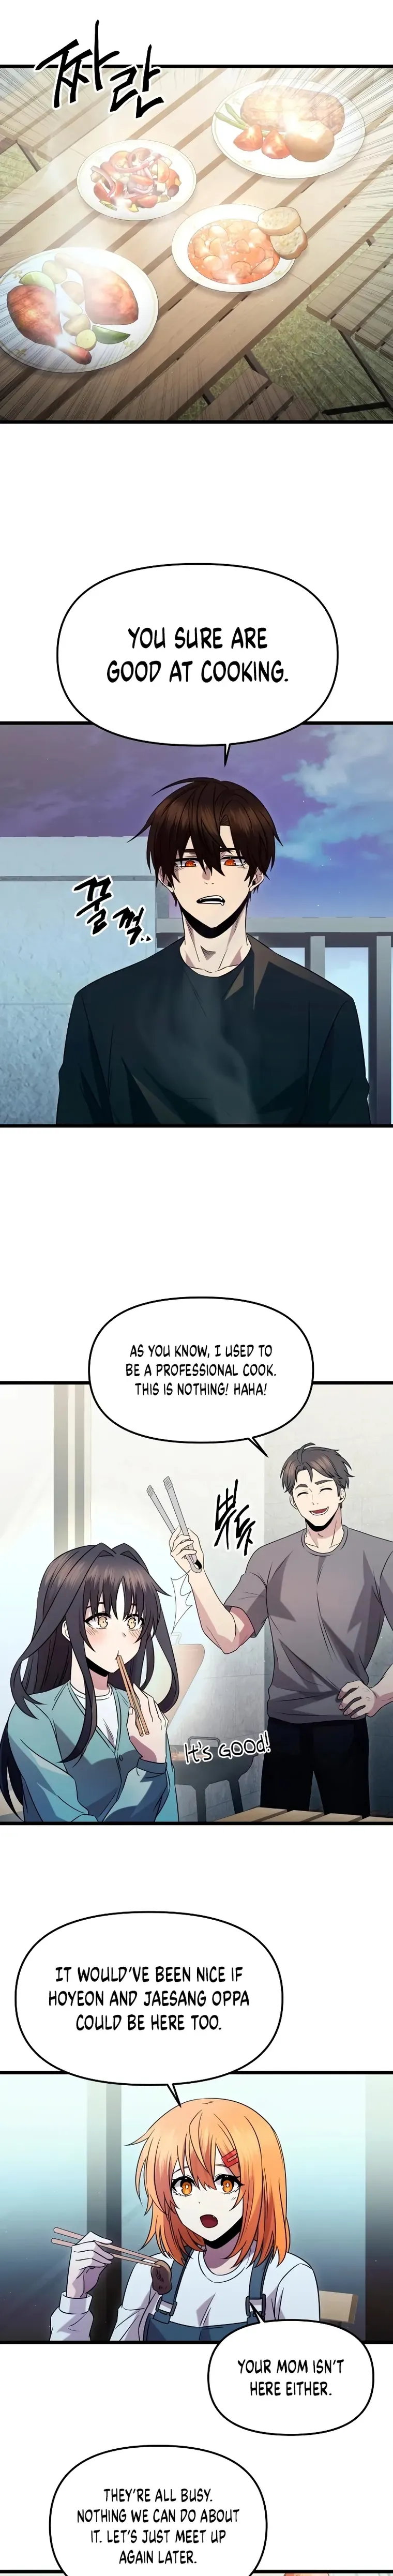 짜란
YOU SURE ARE
GOOD AT COOKING.
꿀꺽..
AS YOU KNOW, I USED TO
BE A PROFESSIONAL COOK.
THIS IS NOTHING! HAHA!
뿌듯
It's GOOD!
IT WOULD'VE BEEN NICE IF
HOYEON AND JAESANG OPPA
COULD BE HERE TOO.
YOUR MOM ISN'T
HERE EITHER.
THEY'RE ALL BUSY.
NOTHING WE CAN DO ABOUT
IT. LET'S JUST MEET UP
AGAIN LATER.